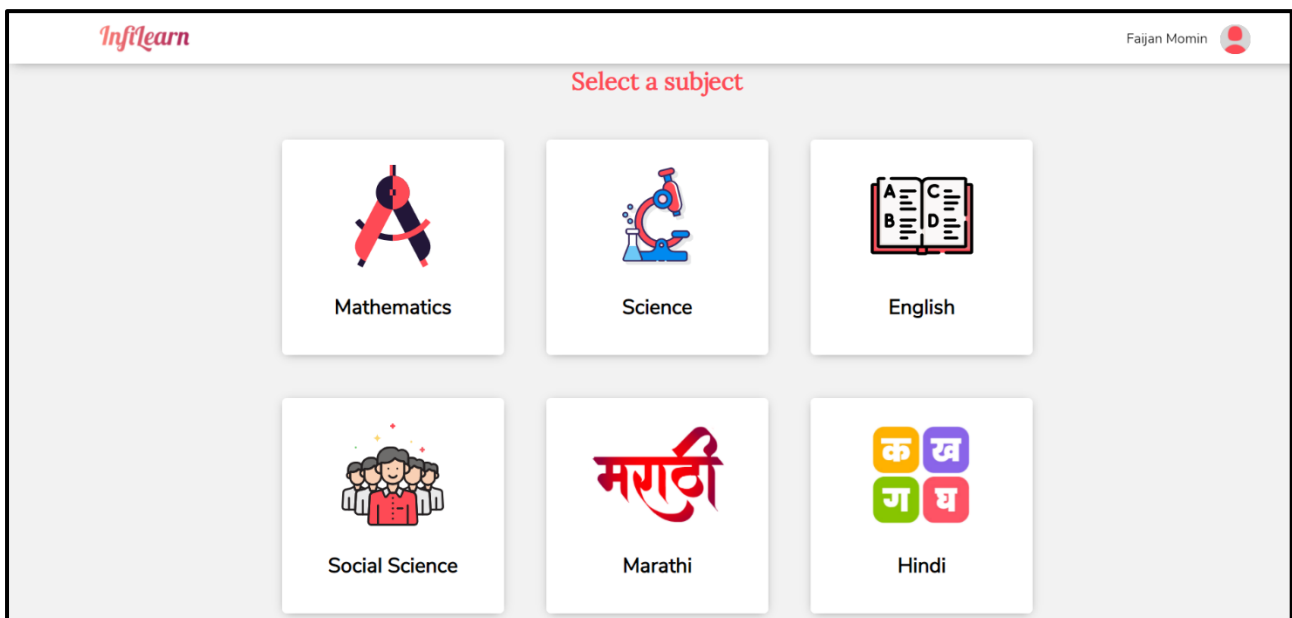 InfiLearn
Faijan Momin
Select a subject
A C
B D
Mathematics
Science
English
मराठी
क ख
ग घ
Social Science
Marathi
Hindi